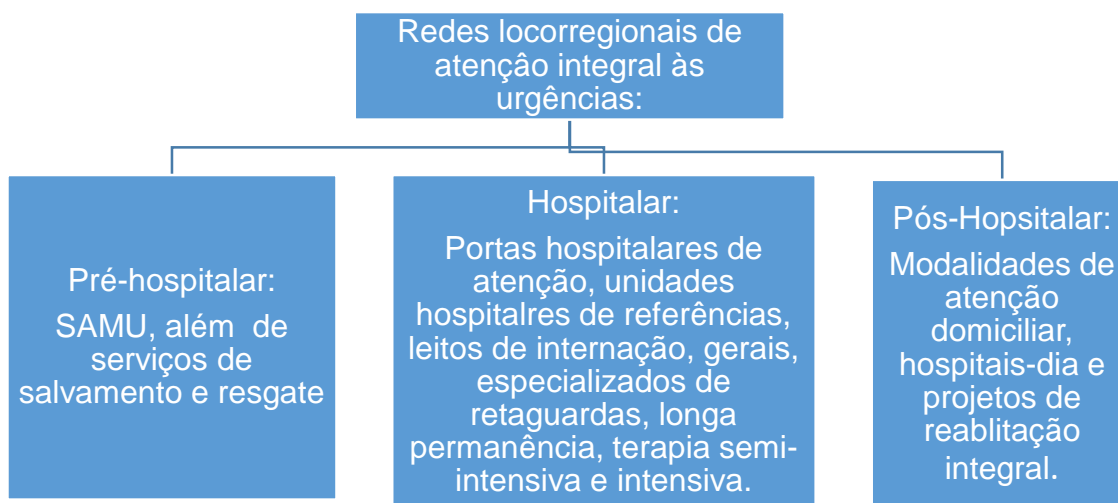 Redes locorregionais de
atençâo integral às
urgências:
Pré-hospitalar:
SAMU, além de
serviços de
salvamento e resgate
Hospitalar:
Portas hospitalares de
atenção, unidades
hospitalres de referências,
leitos de internação, gerais,
especializados de
retaguardas, longa
permanência, terapia semi-
intensiva e intensiva.
Pós-Hopsitalar:
Modalidades de
atenção
domiciliar,
hospitais-dia e
projetos de
reablitação
integral.